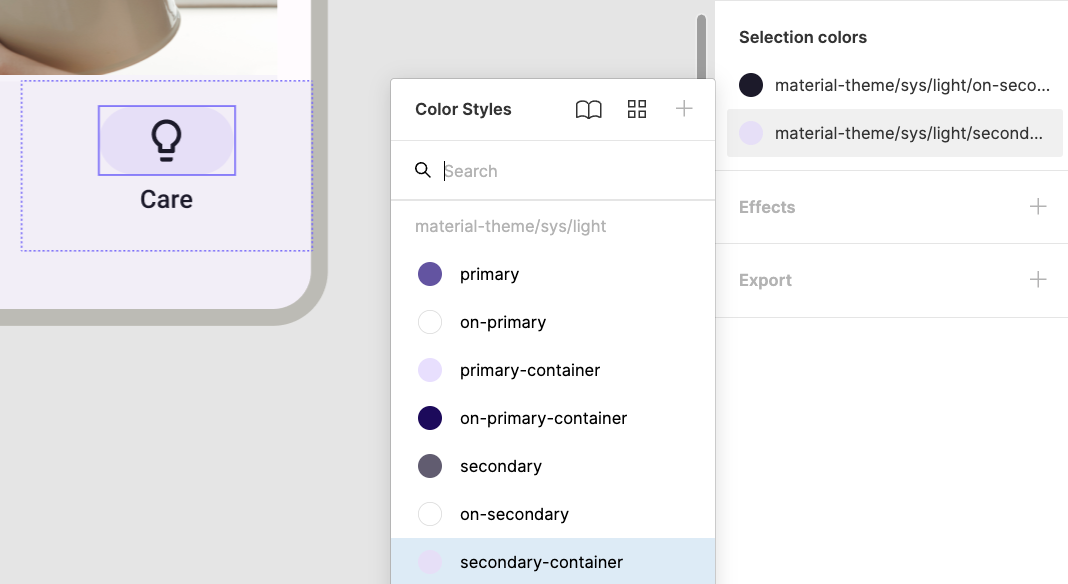 Selection colors
material-theme/sys/light/on-seco...
material-theme/sys/light/second...
Effects
Export
Color Styles
Search
material-theme/sys/light
primary
on-primary
primary-container
on-primary-container
secondary
on-secondary
secondary-container
Care